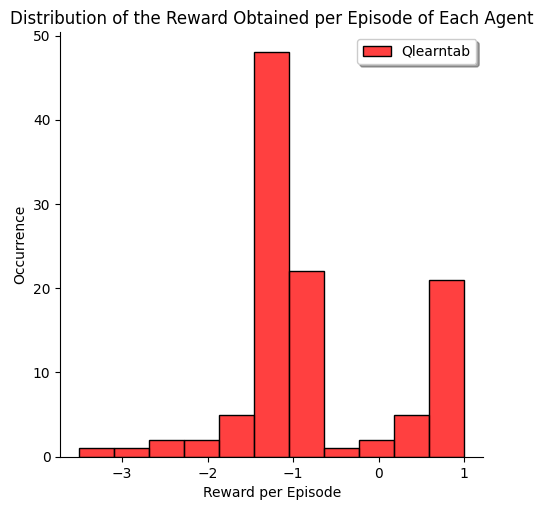 Distribution of the Reward Obtained per Episode of Each Agent
Qlearntab
50
40
30
20
10
0
Occurrence
−3
−2
−1
0
1
Reward per Episode